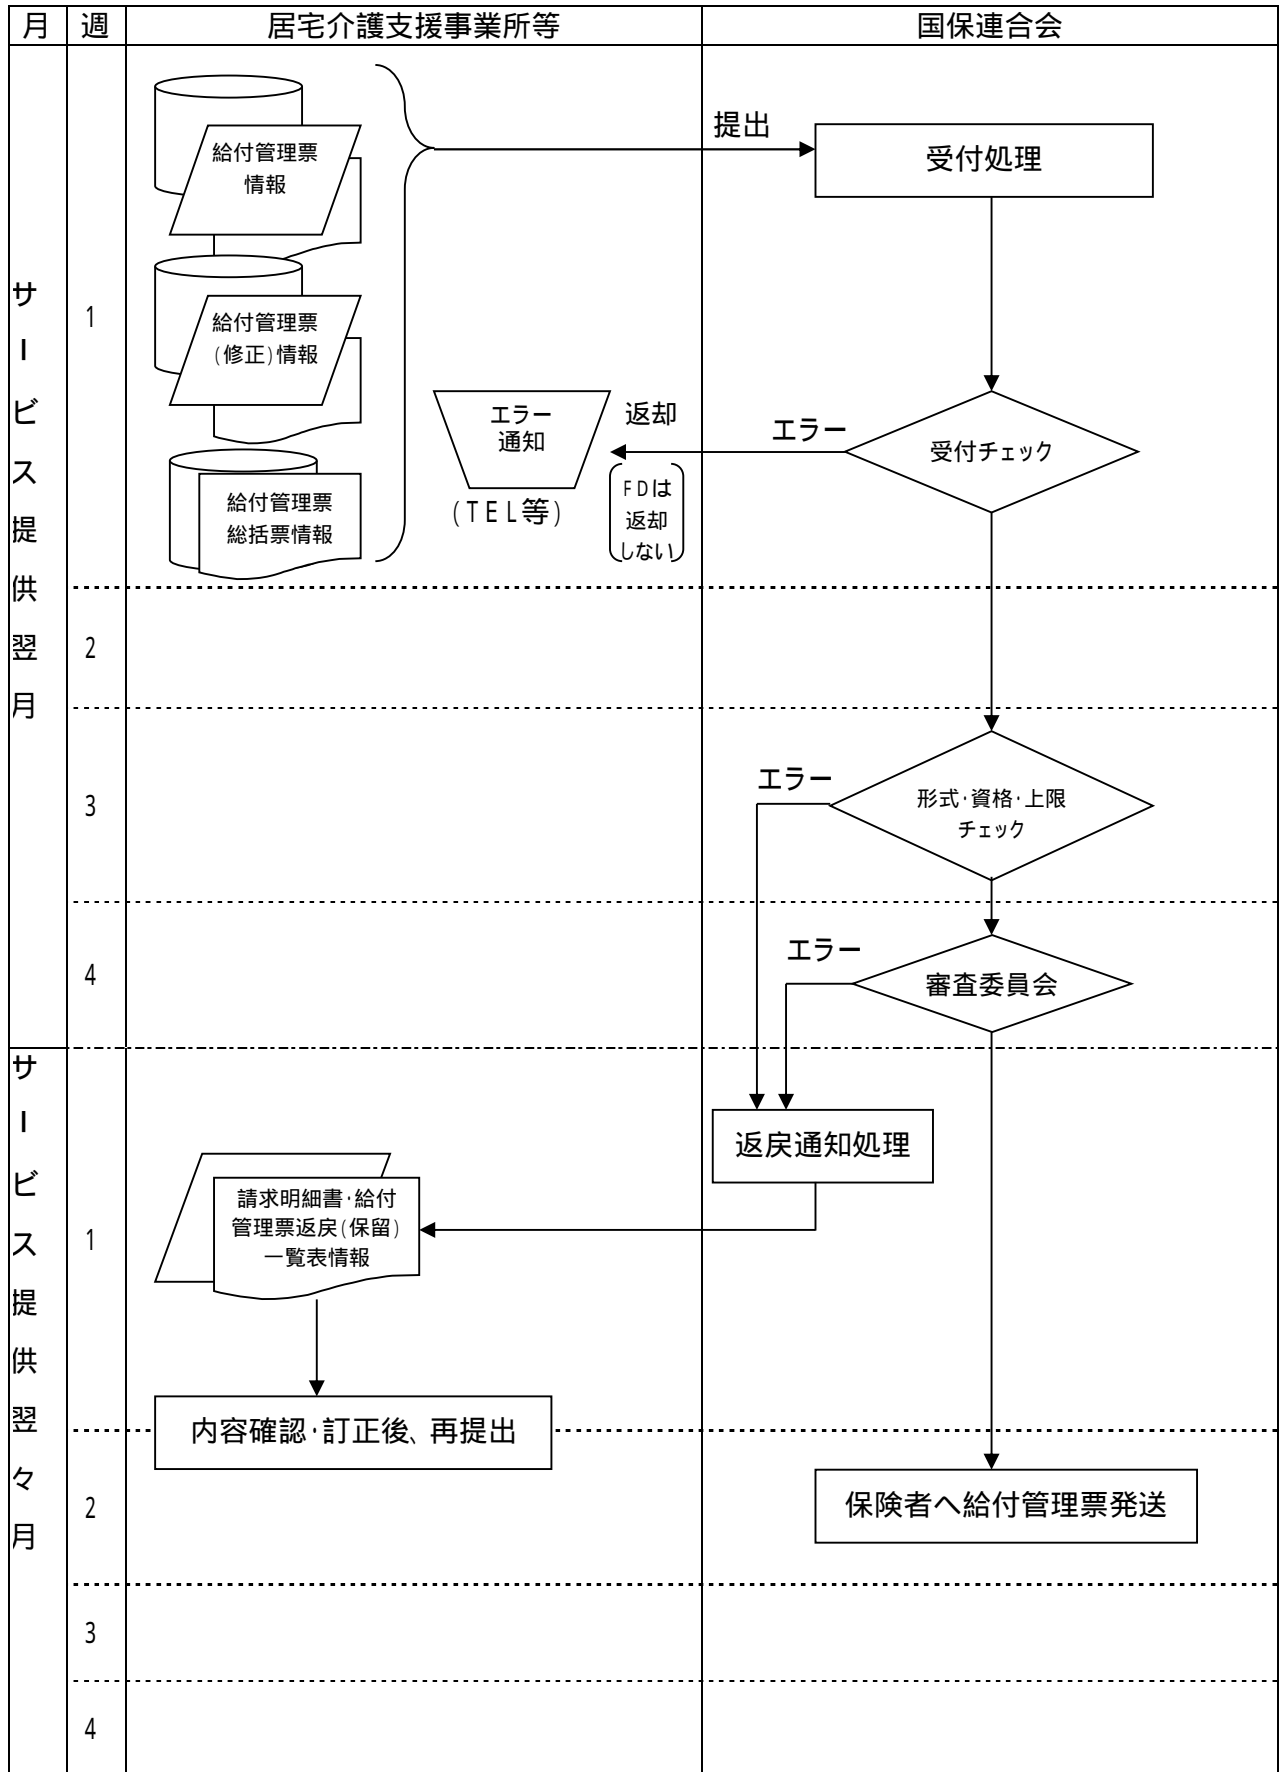 月
週
居宅介護支援事業所等
国保連合会
サービス提供翌月
1
給付管理票
情報
給付管理票
(修正)情報
給付管理票
総括票情報
提出
受付処理
受付チェック
エラー
返却
FDは
返却
しない
エラー
通知
(TEL等)
2
3
エラー
形式・資格・上限
チェック
4
エラー
審査委員会
サービス提供翌々月
1
返戻通知処理
請求明細書・給付
管理票返戻(保留)
一覧表情報
内容確認・訂正後、再提出
2
保険者へ給付管理票発送
3
4